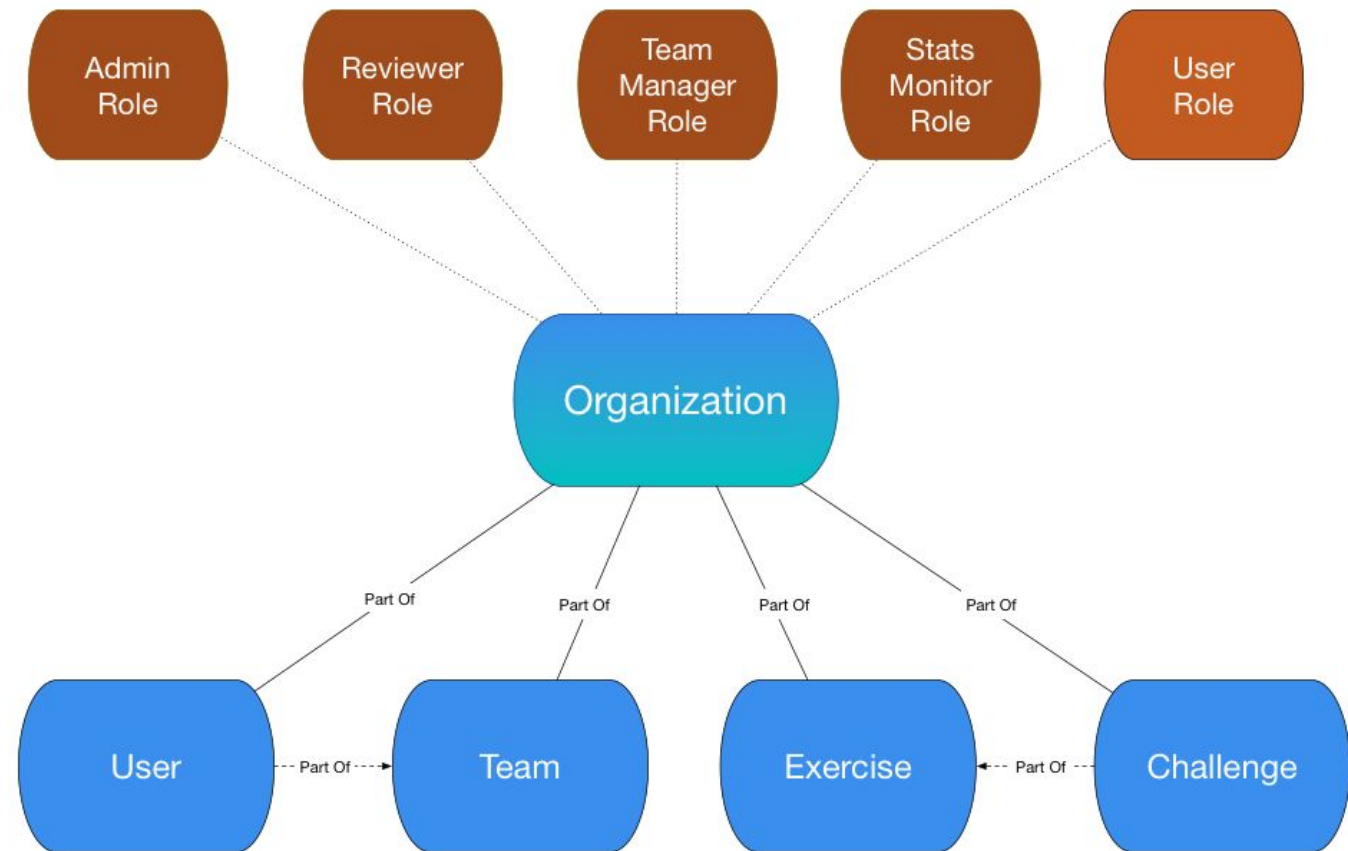 Admin
Role
Reviewer
Role
Team
Manager
Role
Stats
Monitor
Role
User
Role
Organization
Part Of
Part Of
Part Of
Part Of
User
Part Of
Team
Exercise
Part Of
Challenge